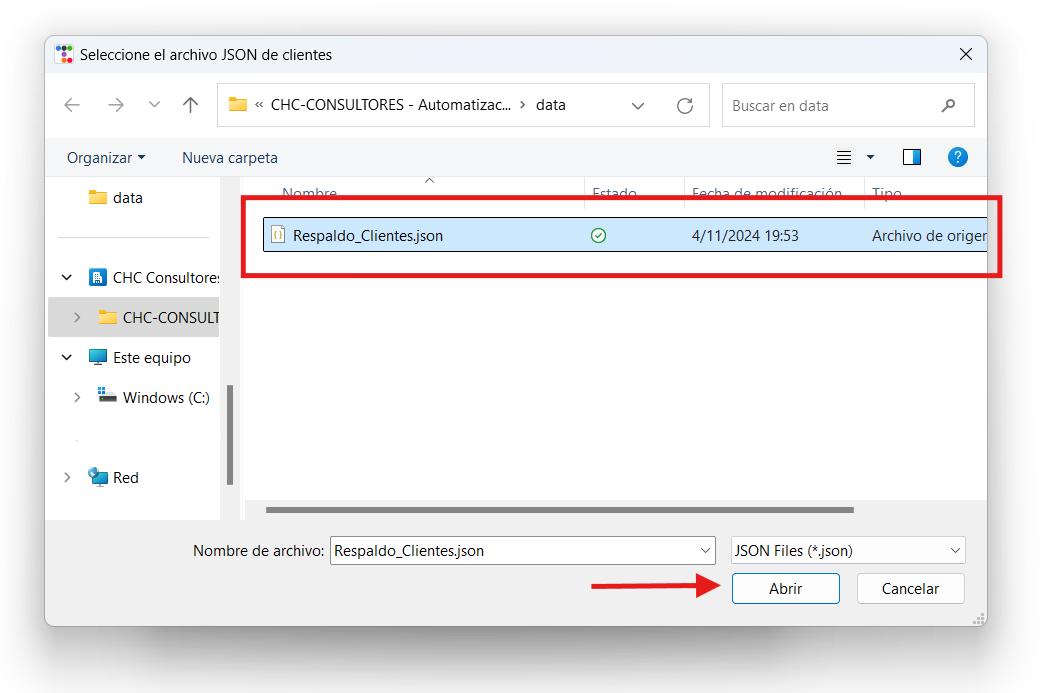 Seleccione el archivo JSON de clientes
« CHC-CONSULTORES - Automatizac... › data
Buscar en data
Organizar
Nueva carpeta
data
CHC Consultores
CHC-CONSULT
Este equipo
Windows (C:)
Red
Nombre
Estado
Fecha de modificación
Tipo
Respaldo_Clientes.json
4/11/2024 19:53
Archivo de origen
Nombre de archivo:
Respaldo_Clientes.json
JSON Files (*.json)
Abrir
Cancelar